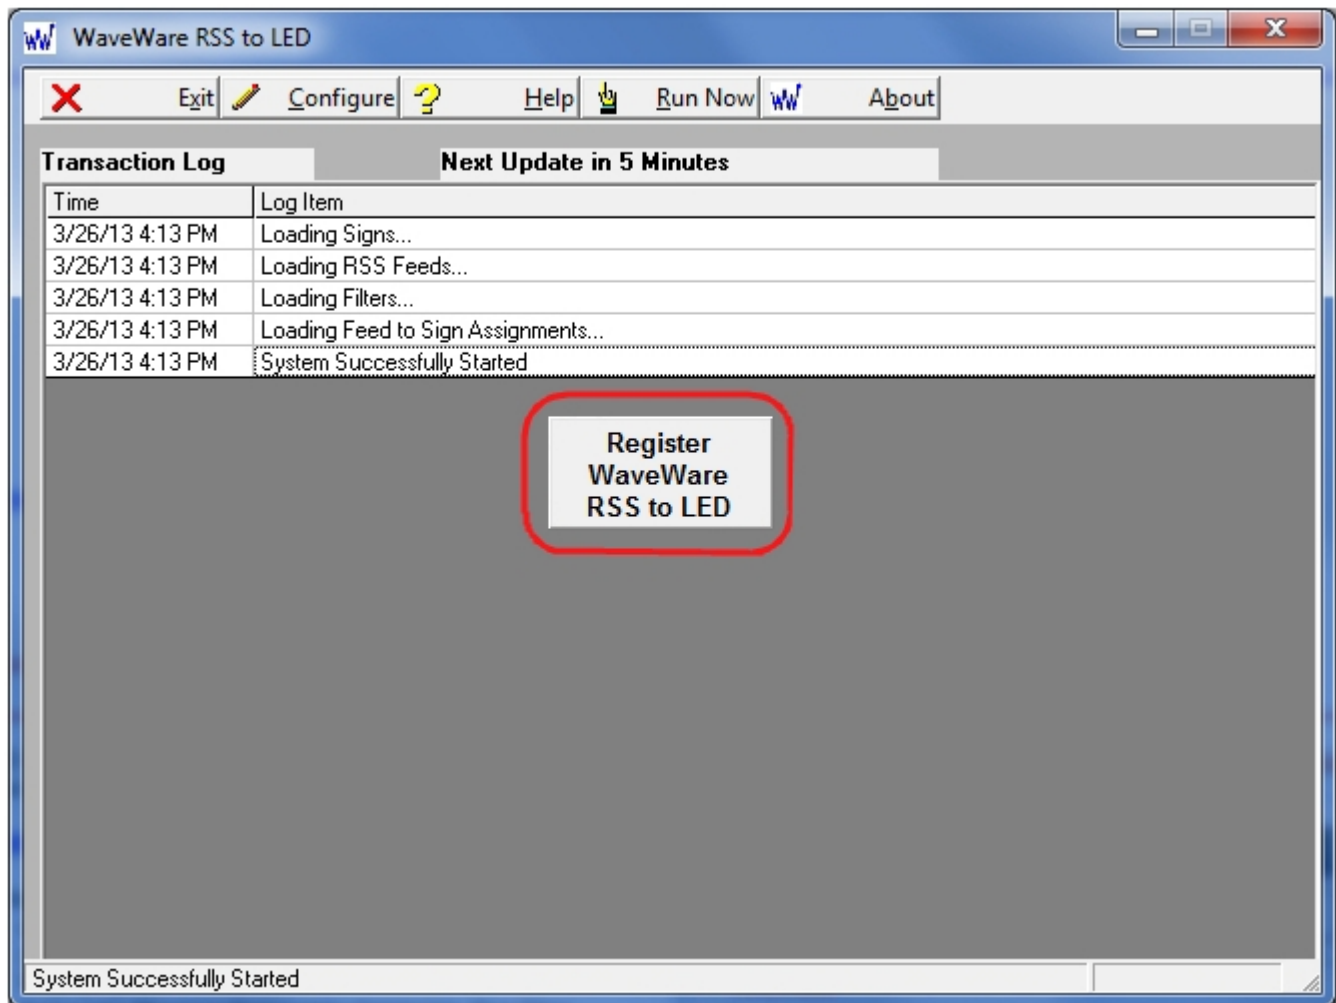 WaveWare RSS to LED
Exit Configure Help Run Now About
Transaction Log Next Update in 5 Minutes
Time Log Item
3/26/13 4:13 PM Loading Signs...
3/26/13 4:13 PM Loading RSS Feeds...
3/26/13 4:13 PM Loading Filters...
3/26/13 4:13 PM Loading Feed to Sign Assignments...
3/26/13 4:13 PM System Successfully Started
Register
WaveWare
RSS to LED
System Successfully Started